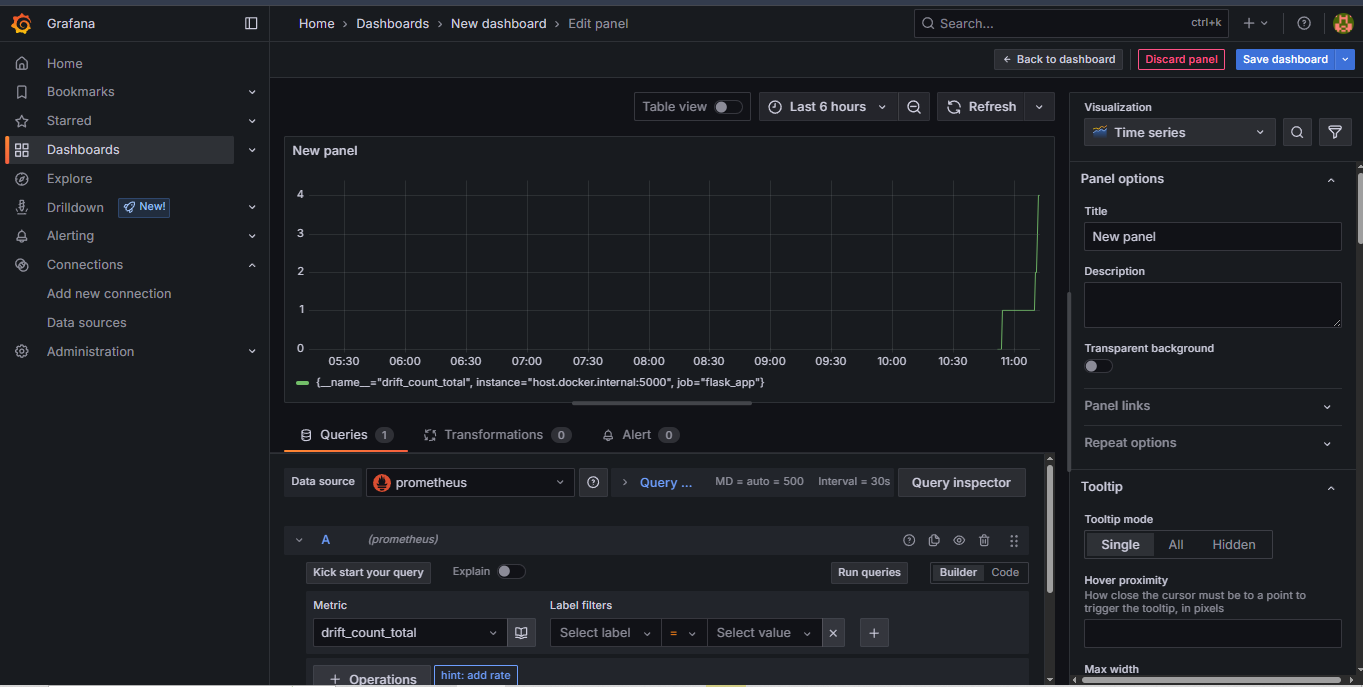 Grafana
Home › Dashboards › New dashboard › Edit panel
Search...
ctrl+k
Home
Bookmarks
Starred
Dashboards
Explore
Drilldown
New!
Alerting
Connections
Add new connection
Data sources
Administration
Back to dashboard
Discard panel
Save dashboard
Table view
Last 6 hours
Refresh
New panel
4
3
2
1
0
05:30 06:00 06:30 07:00 07:30 08:00 08:30 09:00 09:30 10:00 10:30 11:00
{__name__="drift_count_total", instance="host.docker.internal:5000", job="flask_app"}
Queries 1
Transformations 0
Alert 0
Data source
prometheus
Query ...
MD = auto = 500
Interval = 30s
Query inspector
A
(prometheus)
Kick start your query
Explain
Run queries
Builder
Code
Metric
Label filters
drift_count_total
Select label
=
Select value
+ Operations
hint: add rate
Visualization
Time series
Panel options
Title
New panel
Description
Transparent background
Panel links
Repeat options
Tooltip
Tooltip mode
Single
All
Hidden
Hover proximity
How close the cursor must be to a point to
trigger the tooltip, in pixels
Max width